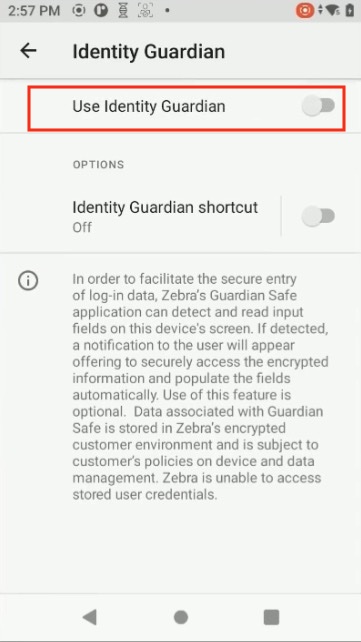 2:57 PM
Identity Guardian
Use Identity Guardian
OPTIONS
Identity Guardian shortcut
Off
In order to facilitate the secure entry
of log-in data, Zebra's Guardian Safe
application can detect and read input
fields on this device's screen. If detected,
a notification to the user will appear
offering to securely access the encrypted
information and populate the fields
automatically. Use of this feature is
optional.  Data associated with Guardian
Safe is stored in Zebra's encrypted
customer environment and is subject to
customer's policies on device and data
management. Zebra is unable to access
stored user credentials.